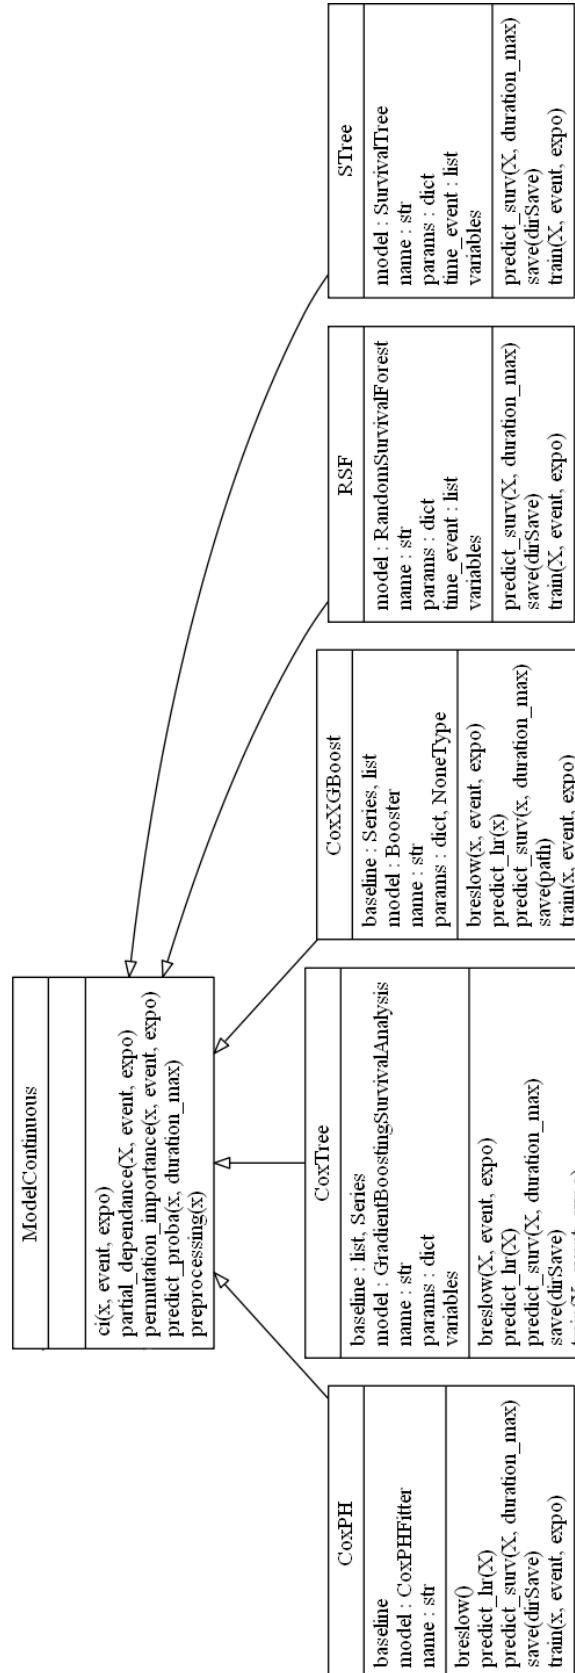 ModelContinuous
ci(x, event, expo)
partial_dependance(X, event, expo)
permutation_importance(x, event, expo)
predict_proba(x, duration_max)
preprocessing(x)
CoxPH
baseline
model : CoxPHFitter
name : str
breslow()
predict_hr(X)
predict_surv(X, duration_max)
save(dirSave)
train(x, event, expo)
CoxTree
baseline : list, Series
model : GradientBoostingSurvivalAnalysis
name : str
params : dict
variables
breslow(X, event, expo)
predict_hr(X)
predict_surv(X, duration_max)
save(dirSave)
CoxXGBoost
baseline : Series, list
model : Booster
name : str
params : dict, NoneType
breslow(x, event, expo)
predict_hr(x)
predict_surv(x, duration_max)
save(path)
train(x, event, expo)
RSF
model : RandomSurvivalForest
name : str
params : dict
time_event : list
variables
predict_surv(X, duration_max)
save(dirSave)
train(X, event, expo)
STree
model : SurvivalTree
name : str
params : dict
time_event : list
variables
predict_surv(X, duration_max)
save(dirSave)
train(X, event, expo)